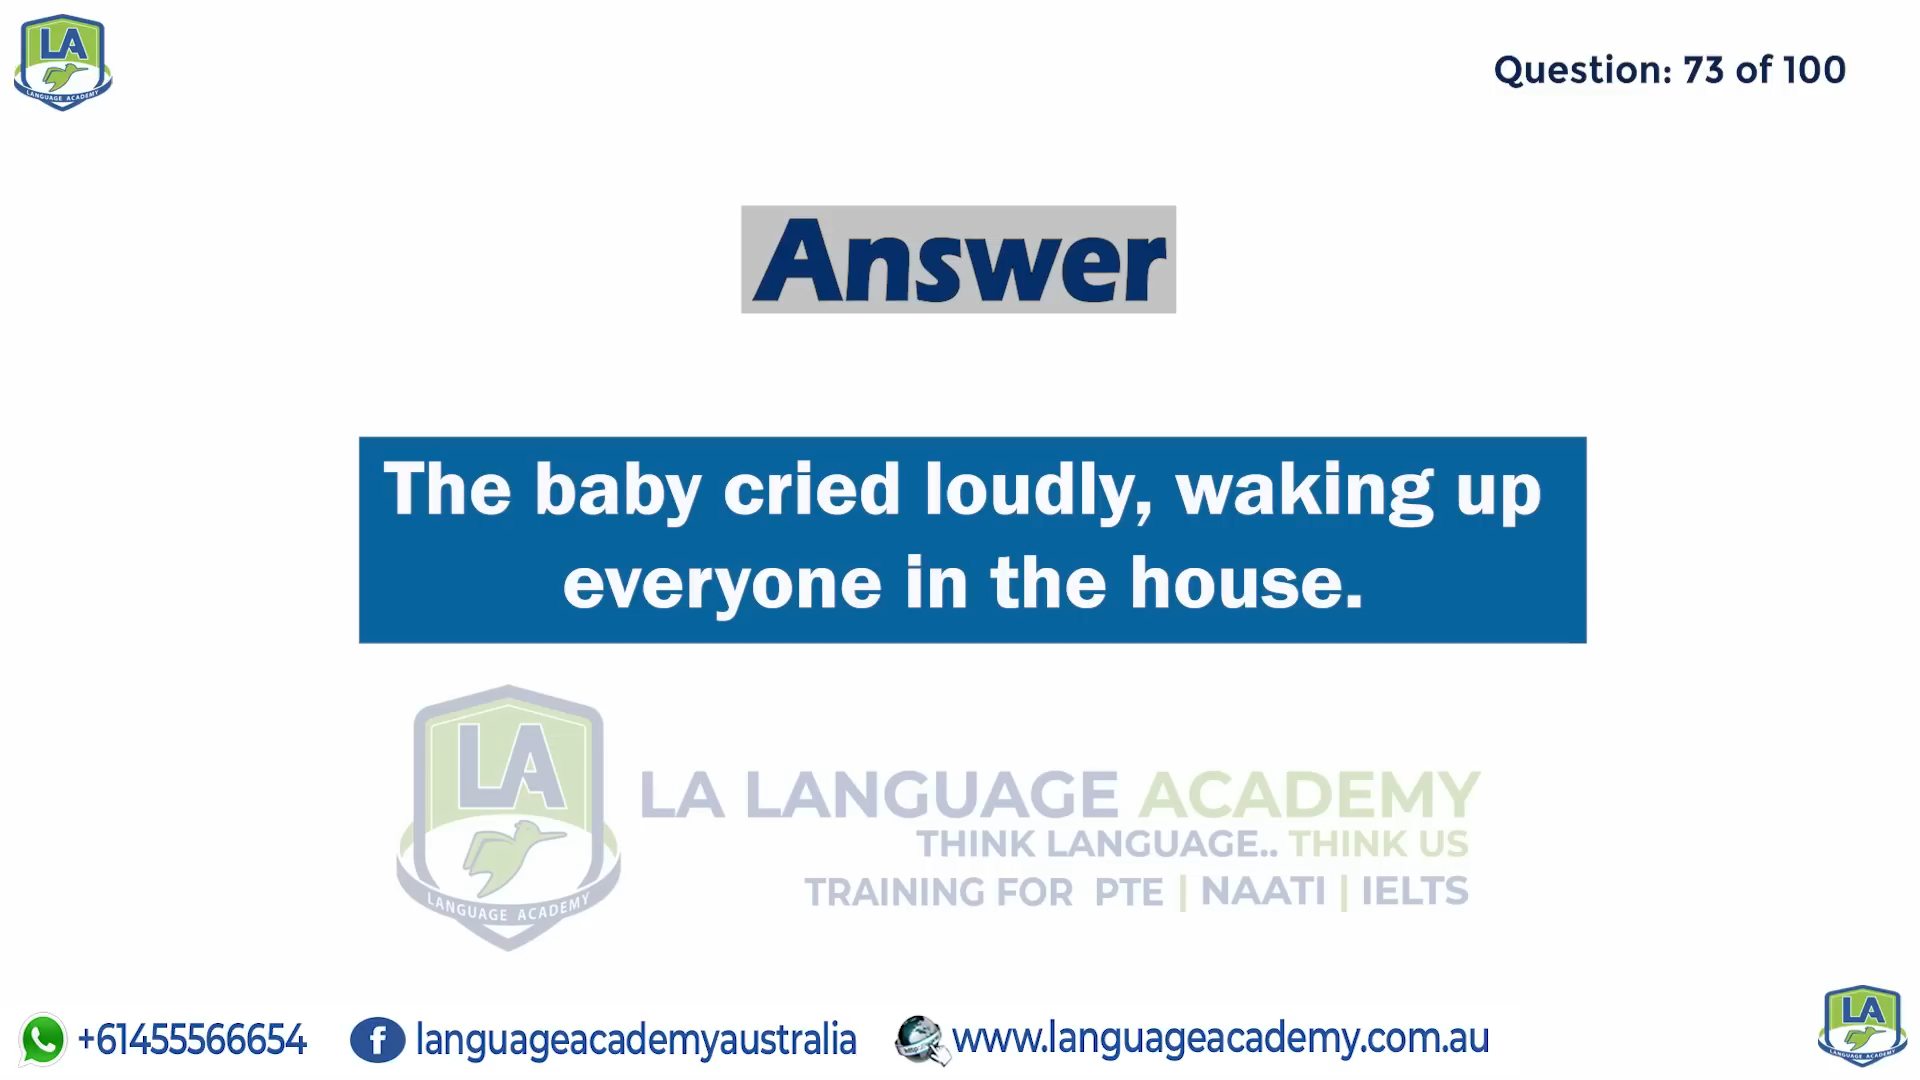 LA
LANGUAGE ACADEMY
Question: 73 of 100
Answer
The baby cried loudly, waking up
everyone in the house.
LA
LANGUAGE ACADEMY
LA LANGUAGE ACADEMY
THINK LANGUAGE.. THINK US
TRAINING FOR PTE | NAATI | IELTS
+61455566654
languageacademyaustralia
www.languageacademy.com.au
LA
LANGUAGE ACADEMY